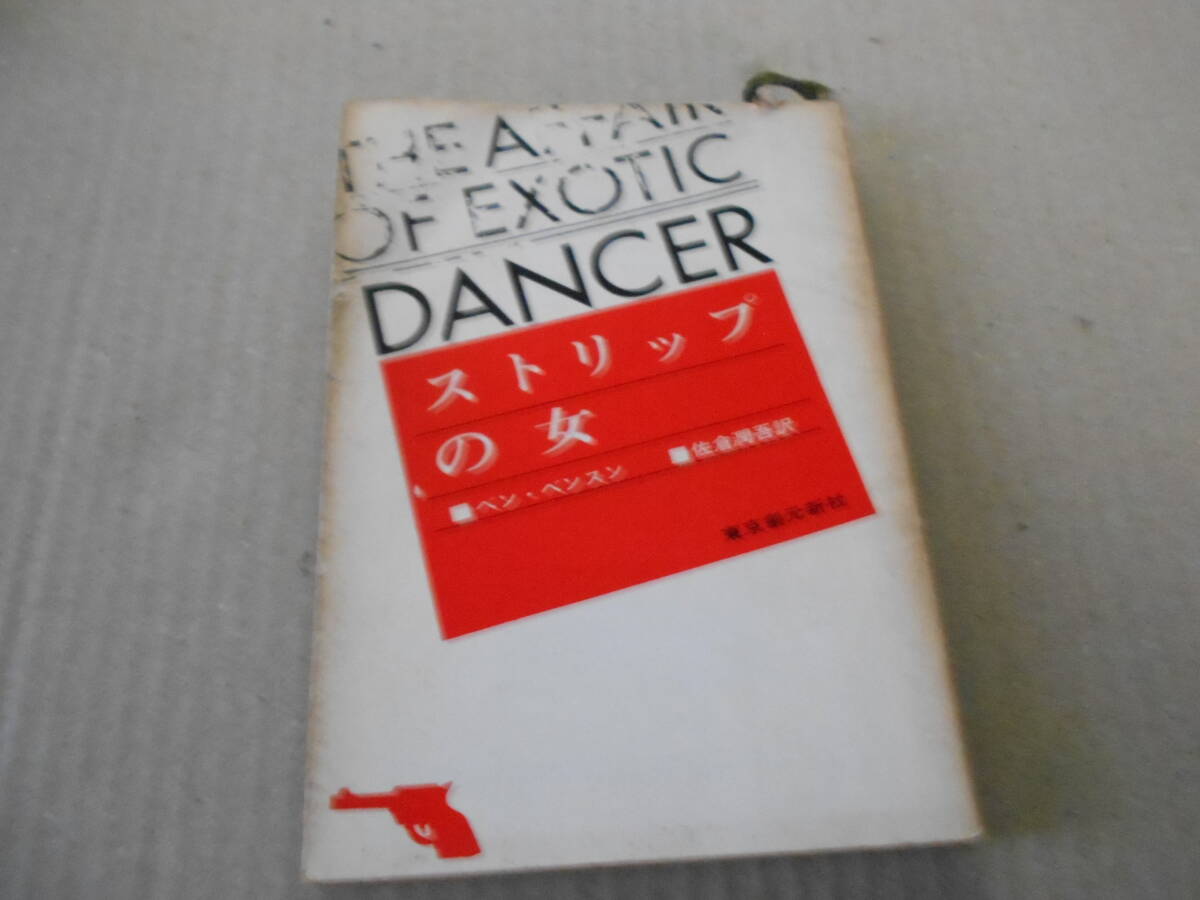 THE AFFAIR
OF EXOTIC
DANCER
ストリップ
の女
■ベン・ベンスン ■佐倉潤吾訳
東京創元新社